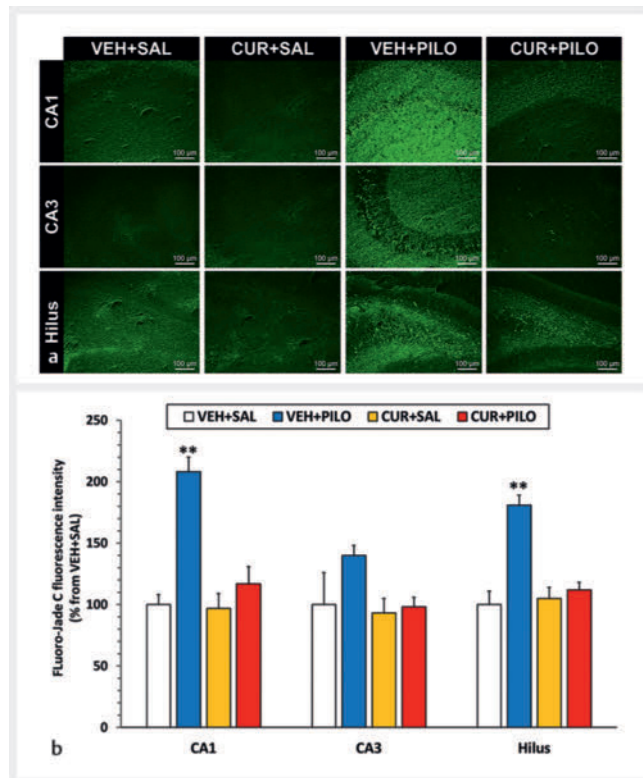 VEH+SAL CUR+SAL VEH+PILO CUR+PILO
CA1
100 µm 100 µm 100 µm 100 µm
CA3
100 µm 100 µm 100 µm 100 µm
Hilus
100 µm 100 µm 100 µm 100 µm
a
250
VEH+SAL VEH+PILO CUR+SAL CUR+PILO
** **
200
150
100
50
0
FLuoro-Jade C fluorescence intensity
(% from VEH+SAL)
CA1 CA3 Hilus
b